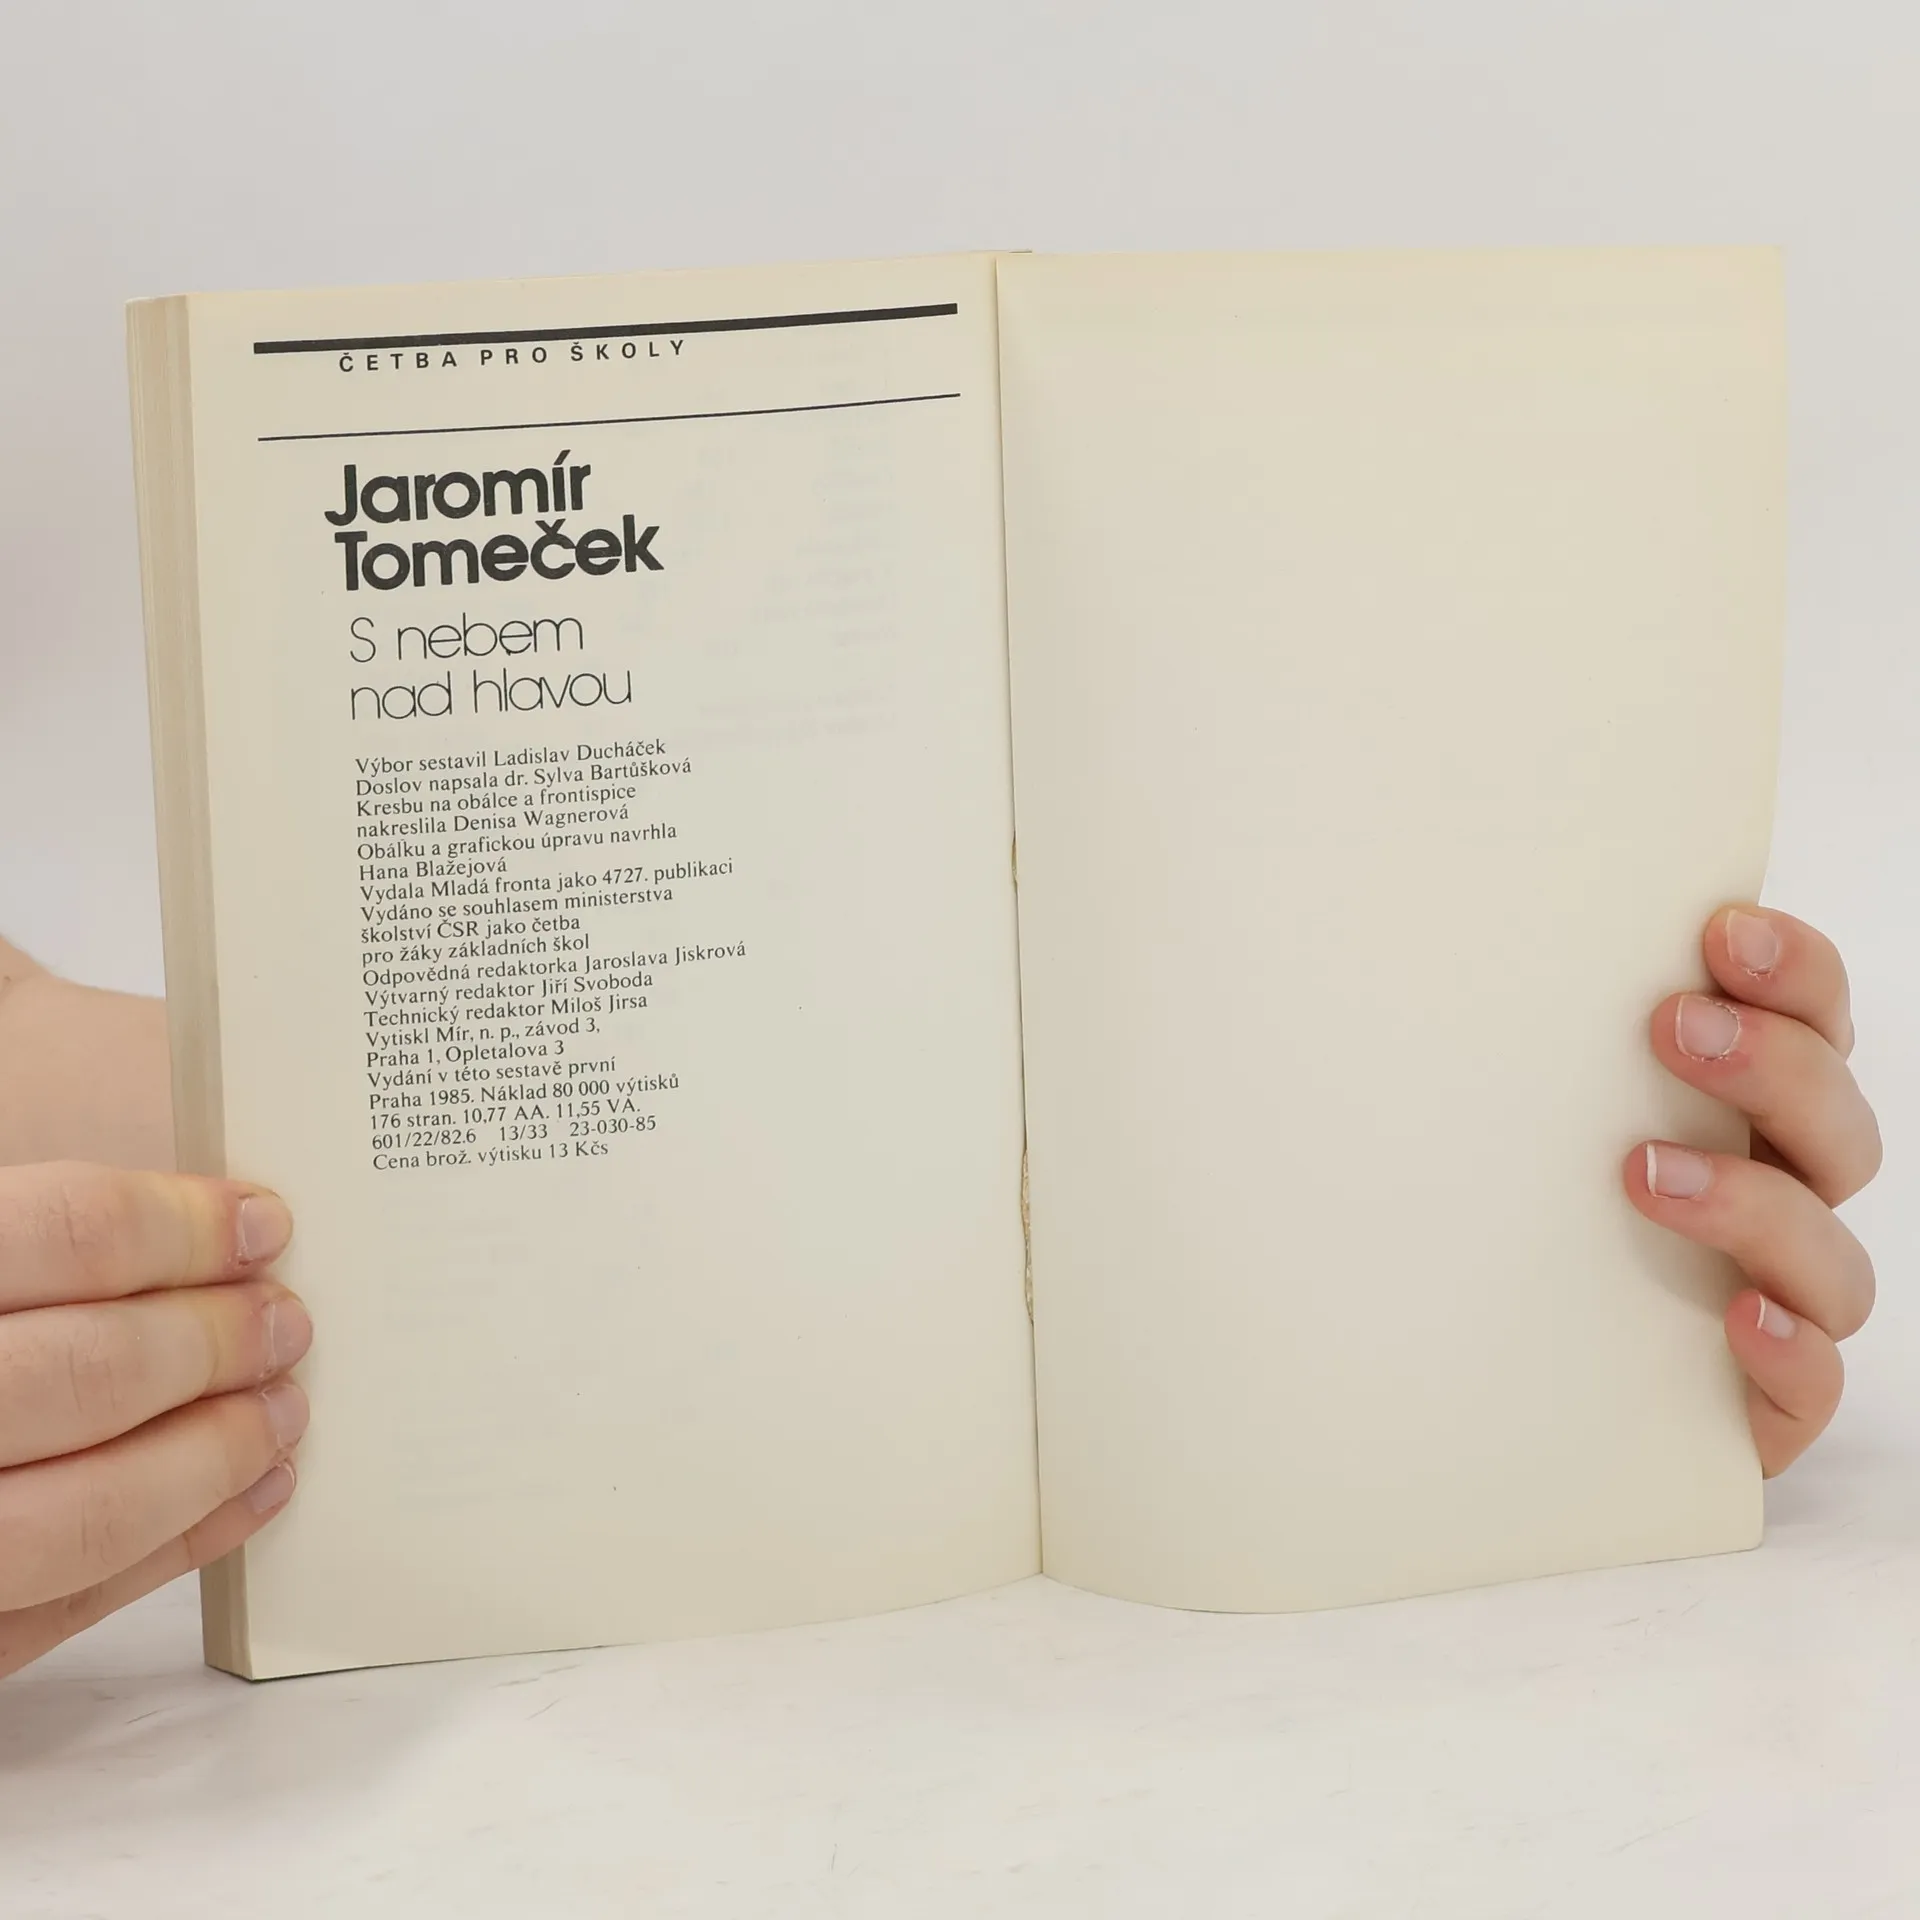 ČETBA PRO ŠKOLY
Jaromír
Tomeček
S nebem
nad hlavou
Výbor sestavil Ladislav Ducháček
Doslov napsala dr. Sylva Bartůšková
Kresbu na obálce a frontispice
nakreslila Denisa Wagnerová
Obálku a grafickou úpravu navrhla
Hana Blažejová
Vydala Mladá fronta jako 4727. publikaci
Vydáno se souhlasem ministerstva
školství ČSR jako četba
pro žáky základních škol
Odpovědná redaktorka Jaroslava Jiskrová
Výtvarný redaktor Jiří Svoboda
Technický redaktor Miloš Jirsa
Vytiskl Mír, n. p., závod 3,
Praha 1, Opletalova 3
Vydání v této sestavě první
Praha 1985. Náklad 80 000 výtisků
176 stran. 10,77 AA. 11,55 VA.
601/22/82.6 13/33 23-030-85
Cena brož. výtisku 13 Kčs